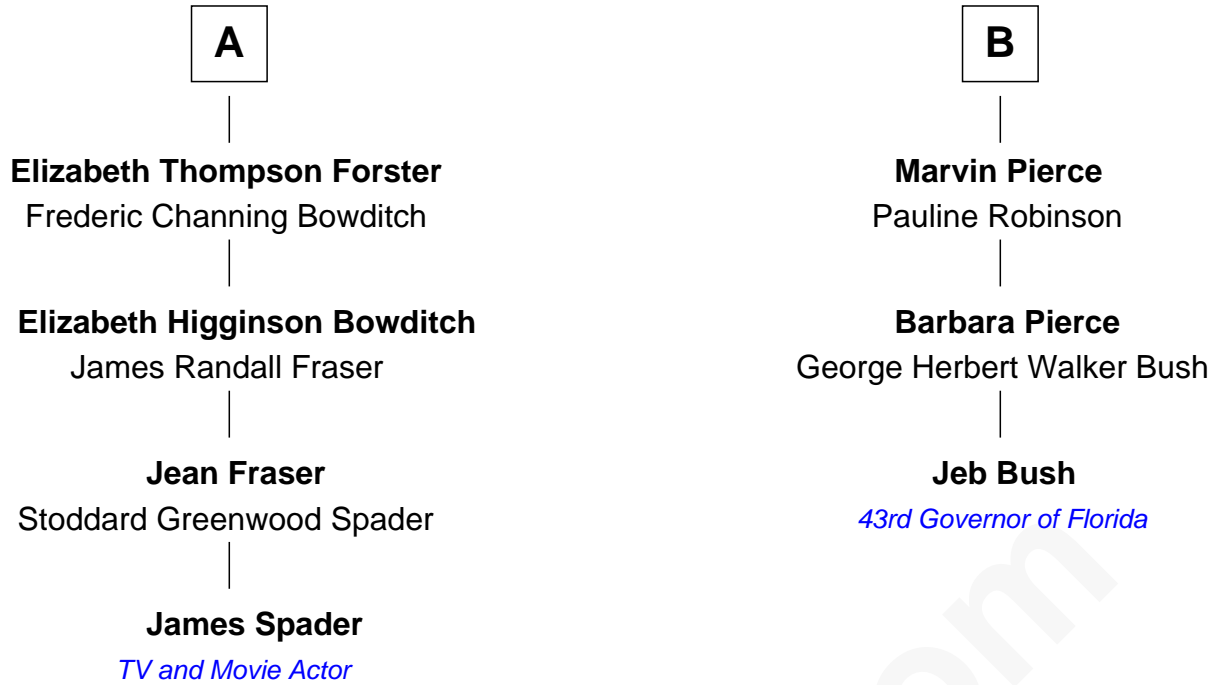 A
Elizabeth Thompson Forster
Frederic Channing Bowditch
Elizabeth Higginson Bowditch
James Randall Fraser
Jean Fraser
Stoddard Greenwood Spader
James Spader
TV and Movie Actor
B
Marvin Pierce
Pauline Robinson
Barbara Pierce
George Herbert Walker Bush
Jeb Bush
43rd Governor of Florida
om